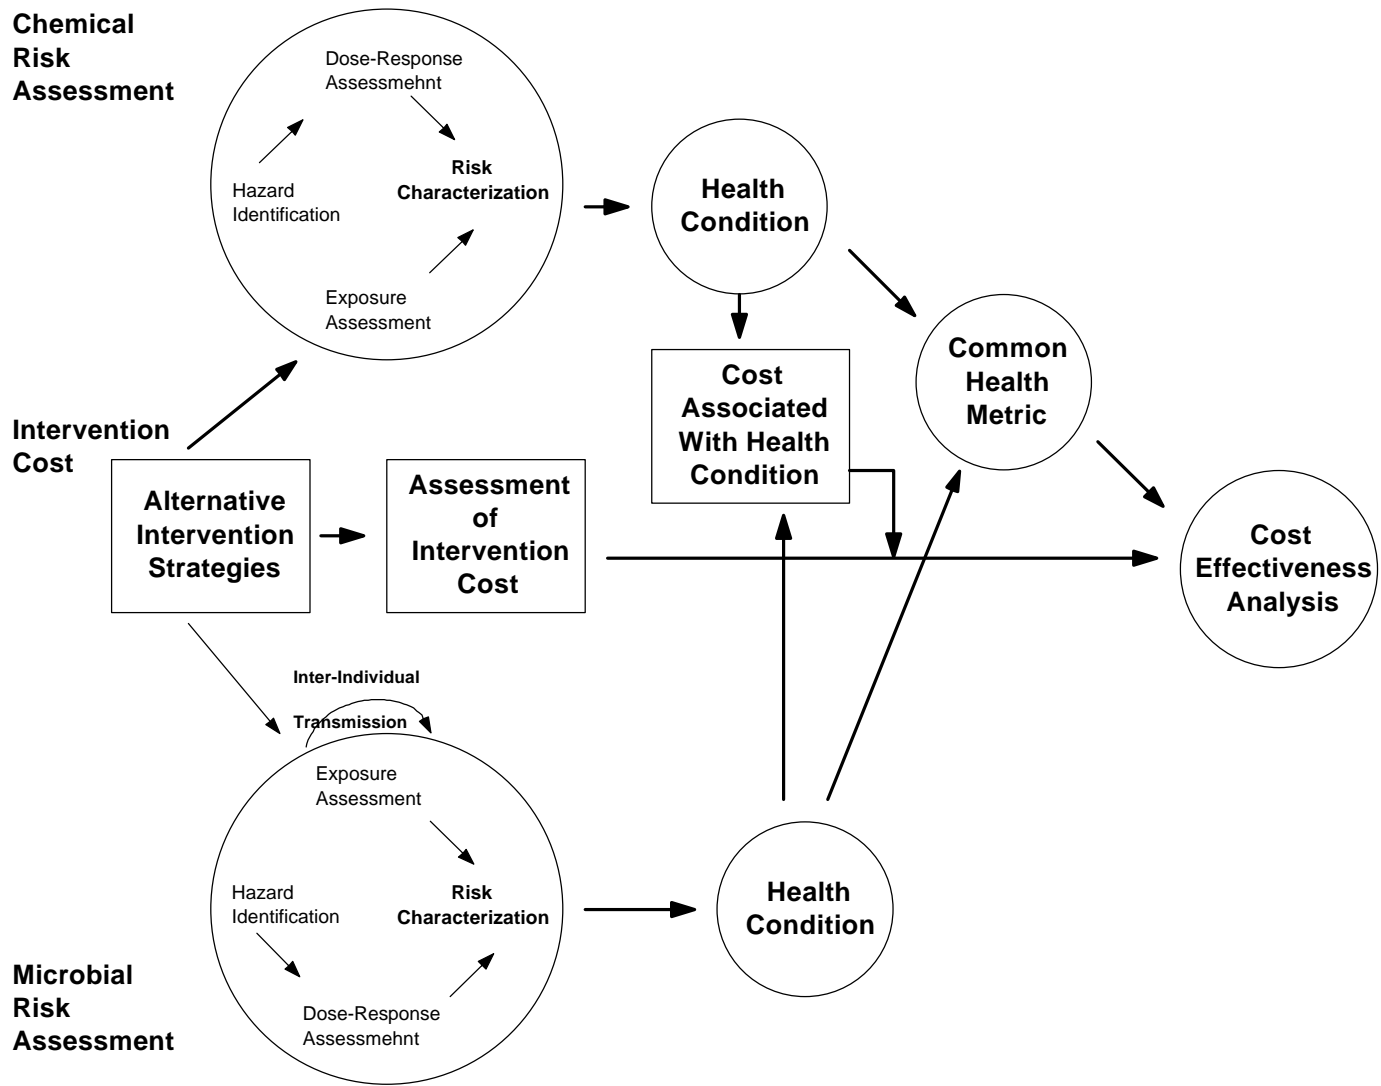 Chemical
Risk
Assessment
Dose-Response
Assessmehnt
Risk
Characterization
Hazard
Identification
Exposure
Assessment
Health
Condition
Common
Health
Metric
Cost
Associated
With Health
Condition
Intervention
Cost
Alternative
Intervention
Strategies
Assessment
of
Intervention
Cost
Cost
Effectiveness
Analysis
Inter-Individual
Transmission
Exposure
Assessment
Hazard
Identification
Risk
Characterization
Dose-Response
Assessmehnt
Health
Condition
Microbial
Risk
Assessment